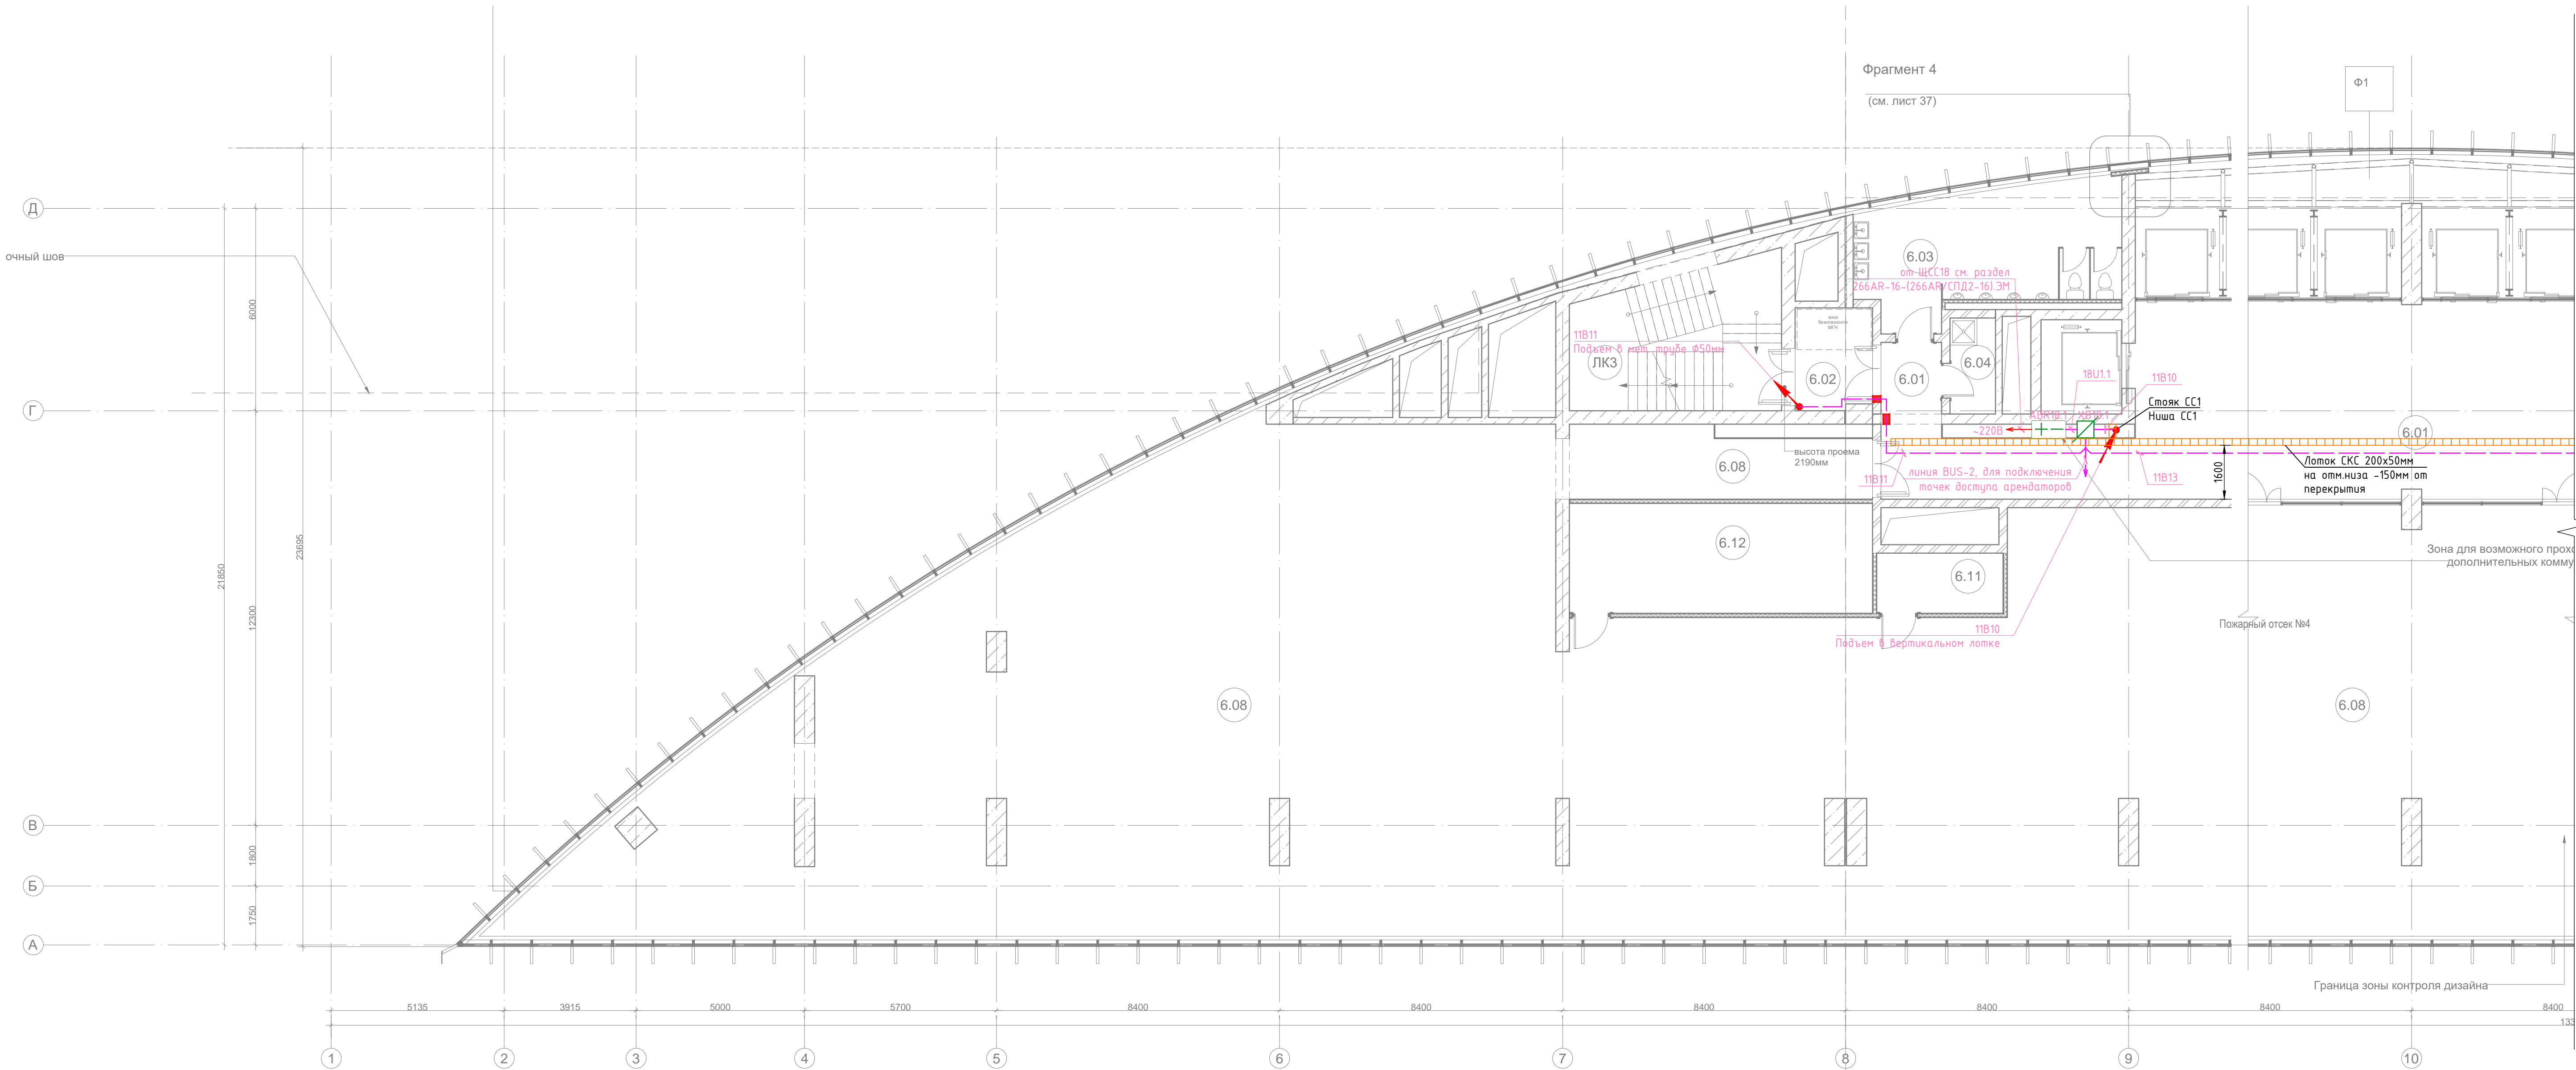 Фрагмент 4
(см. лист 37)
Ф1
Д
очный шов
6000
6.03
от ЩСС18 см. раздел
266AR-16-(266AR/СПД2-16).ЭМ
зона
безопасности
МГН
11В11
Подъем в мет. трубе Ф50мм
ЛК3
6.02
6.01
6.04
18U1.1
11В10
Г
Стояк СС1
Ниша СС1
~220В
6.01
высота проема
2190мм
6.08
11В11
линия BUS-2, для подключения
точек доступа арендаторов
11В13
1600
Лоток СКС 200х50мм
на отм.низа -150мм от
перекрытия
23695
21850
6.12
6.11
Зона для возможного прохо
дополнительных комму
12300
Пожарный отсек №4
11В10
Подъем в вертикальном лотке
6.08
6.08
В
1800
Б
1750
А
Граница зоны контроля дизайна
5135
3915
5000
5700
8400
8400
8400
8400
8400
8400
133
1
2
3
4
5
6
7
8
9
10